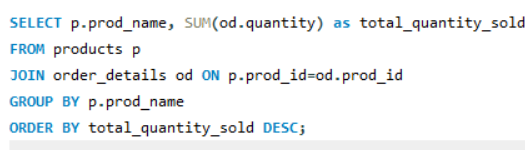 SELECT p.prod_name, SUM(od.quantity) as total_quantity_sold
FROM products p
JOIN order_details od ON p.prod_id=od.prod_id
GROUP BY p.prod_name
ORDER BY total_quantity_sold DESC;